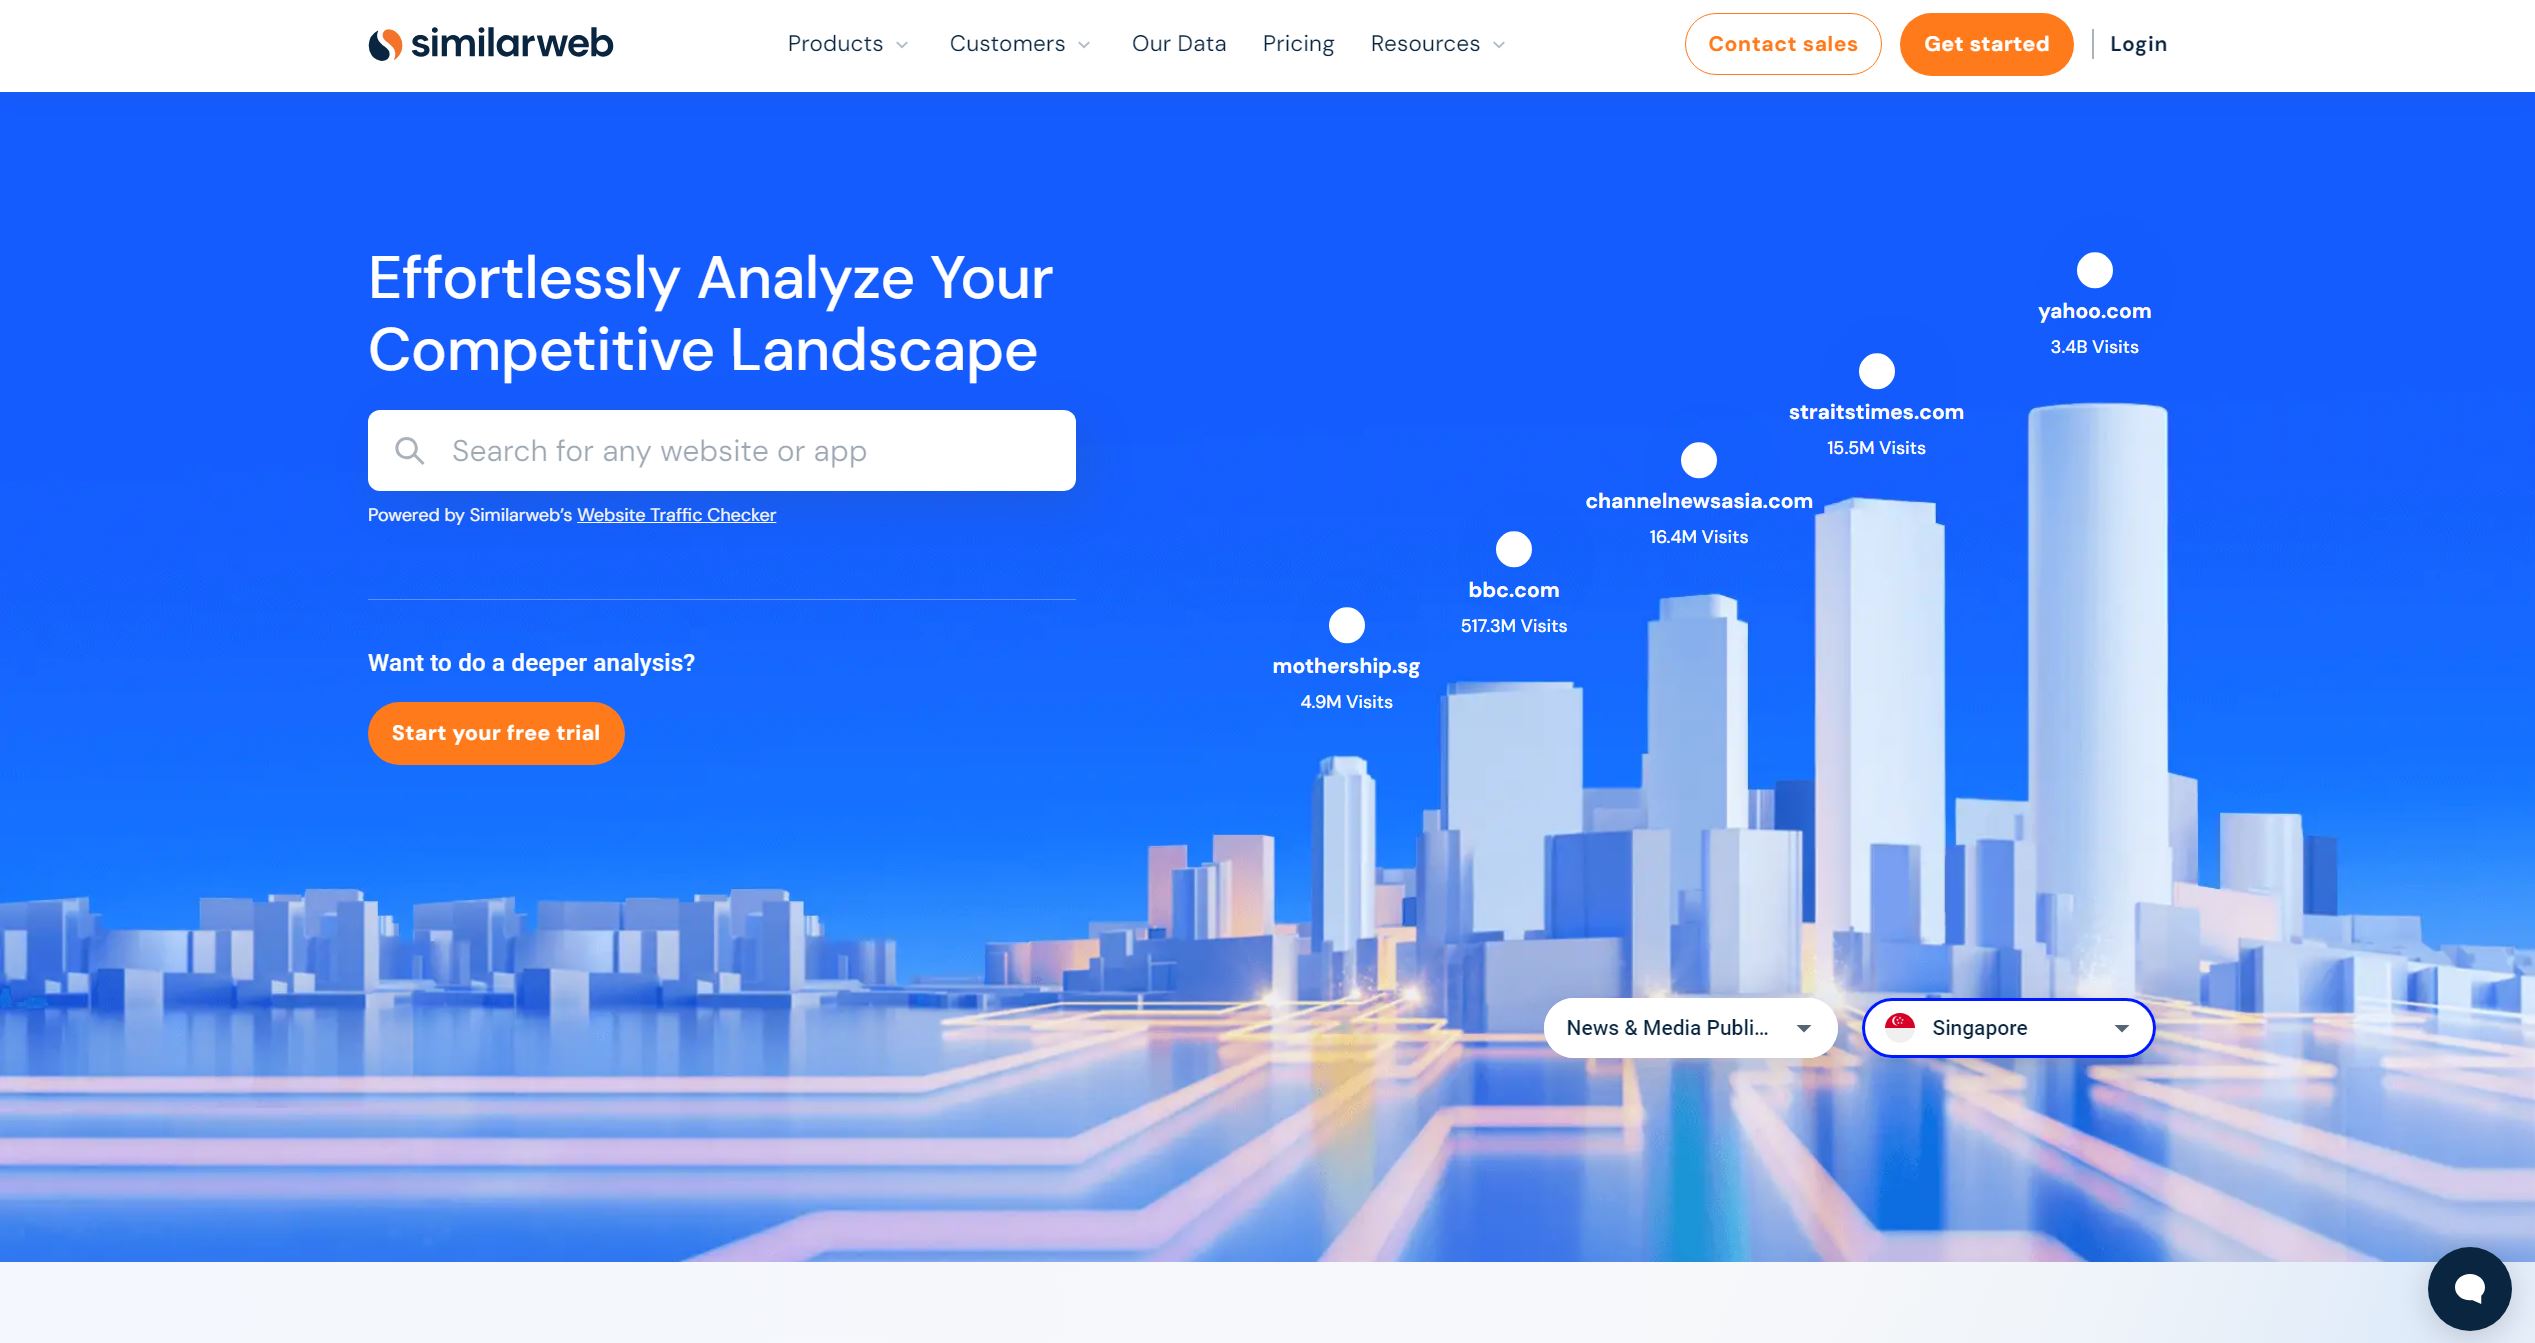 similarweb
Products
Customers
Our Data
Pricing
Resources
Contact sales
Get started
Login
Effortlessly Analyze Your
Competitive Landscape
Search for any website or app
Powered by Similarweb’s Website Traffic Checker
Want to do a deeper analysis?
Start your free trial
mothership.sg
4.9M Visits
bbc.com
517.3M Visits
channelnewsasia.com
16.4M Visits
straitstimes.com
15.5M Visits
yahoo.com
3.4B Visits
News & Media Publi...
Singapore